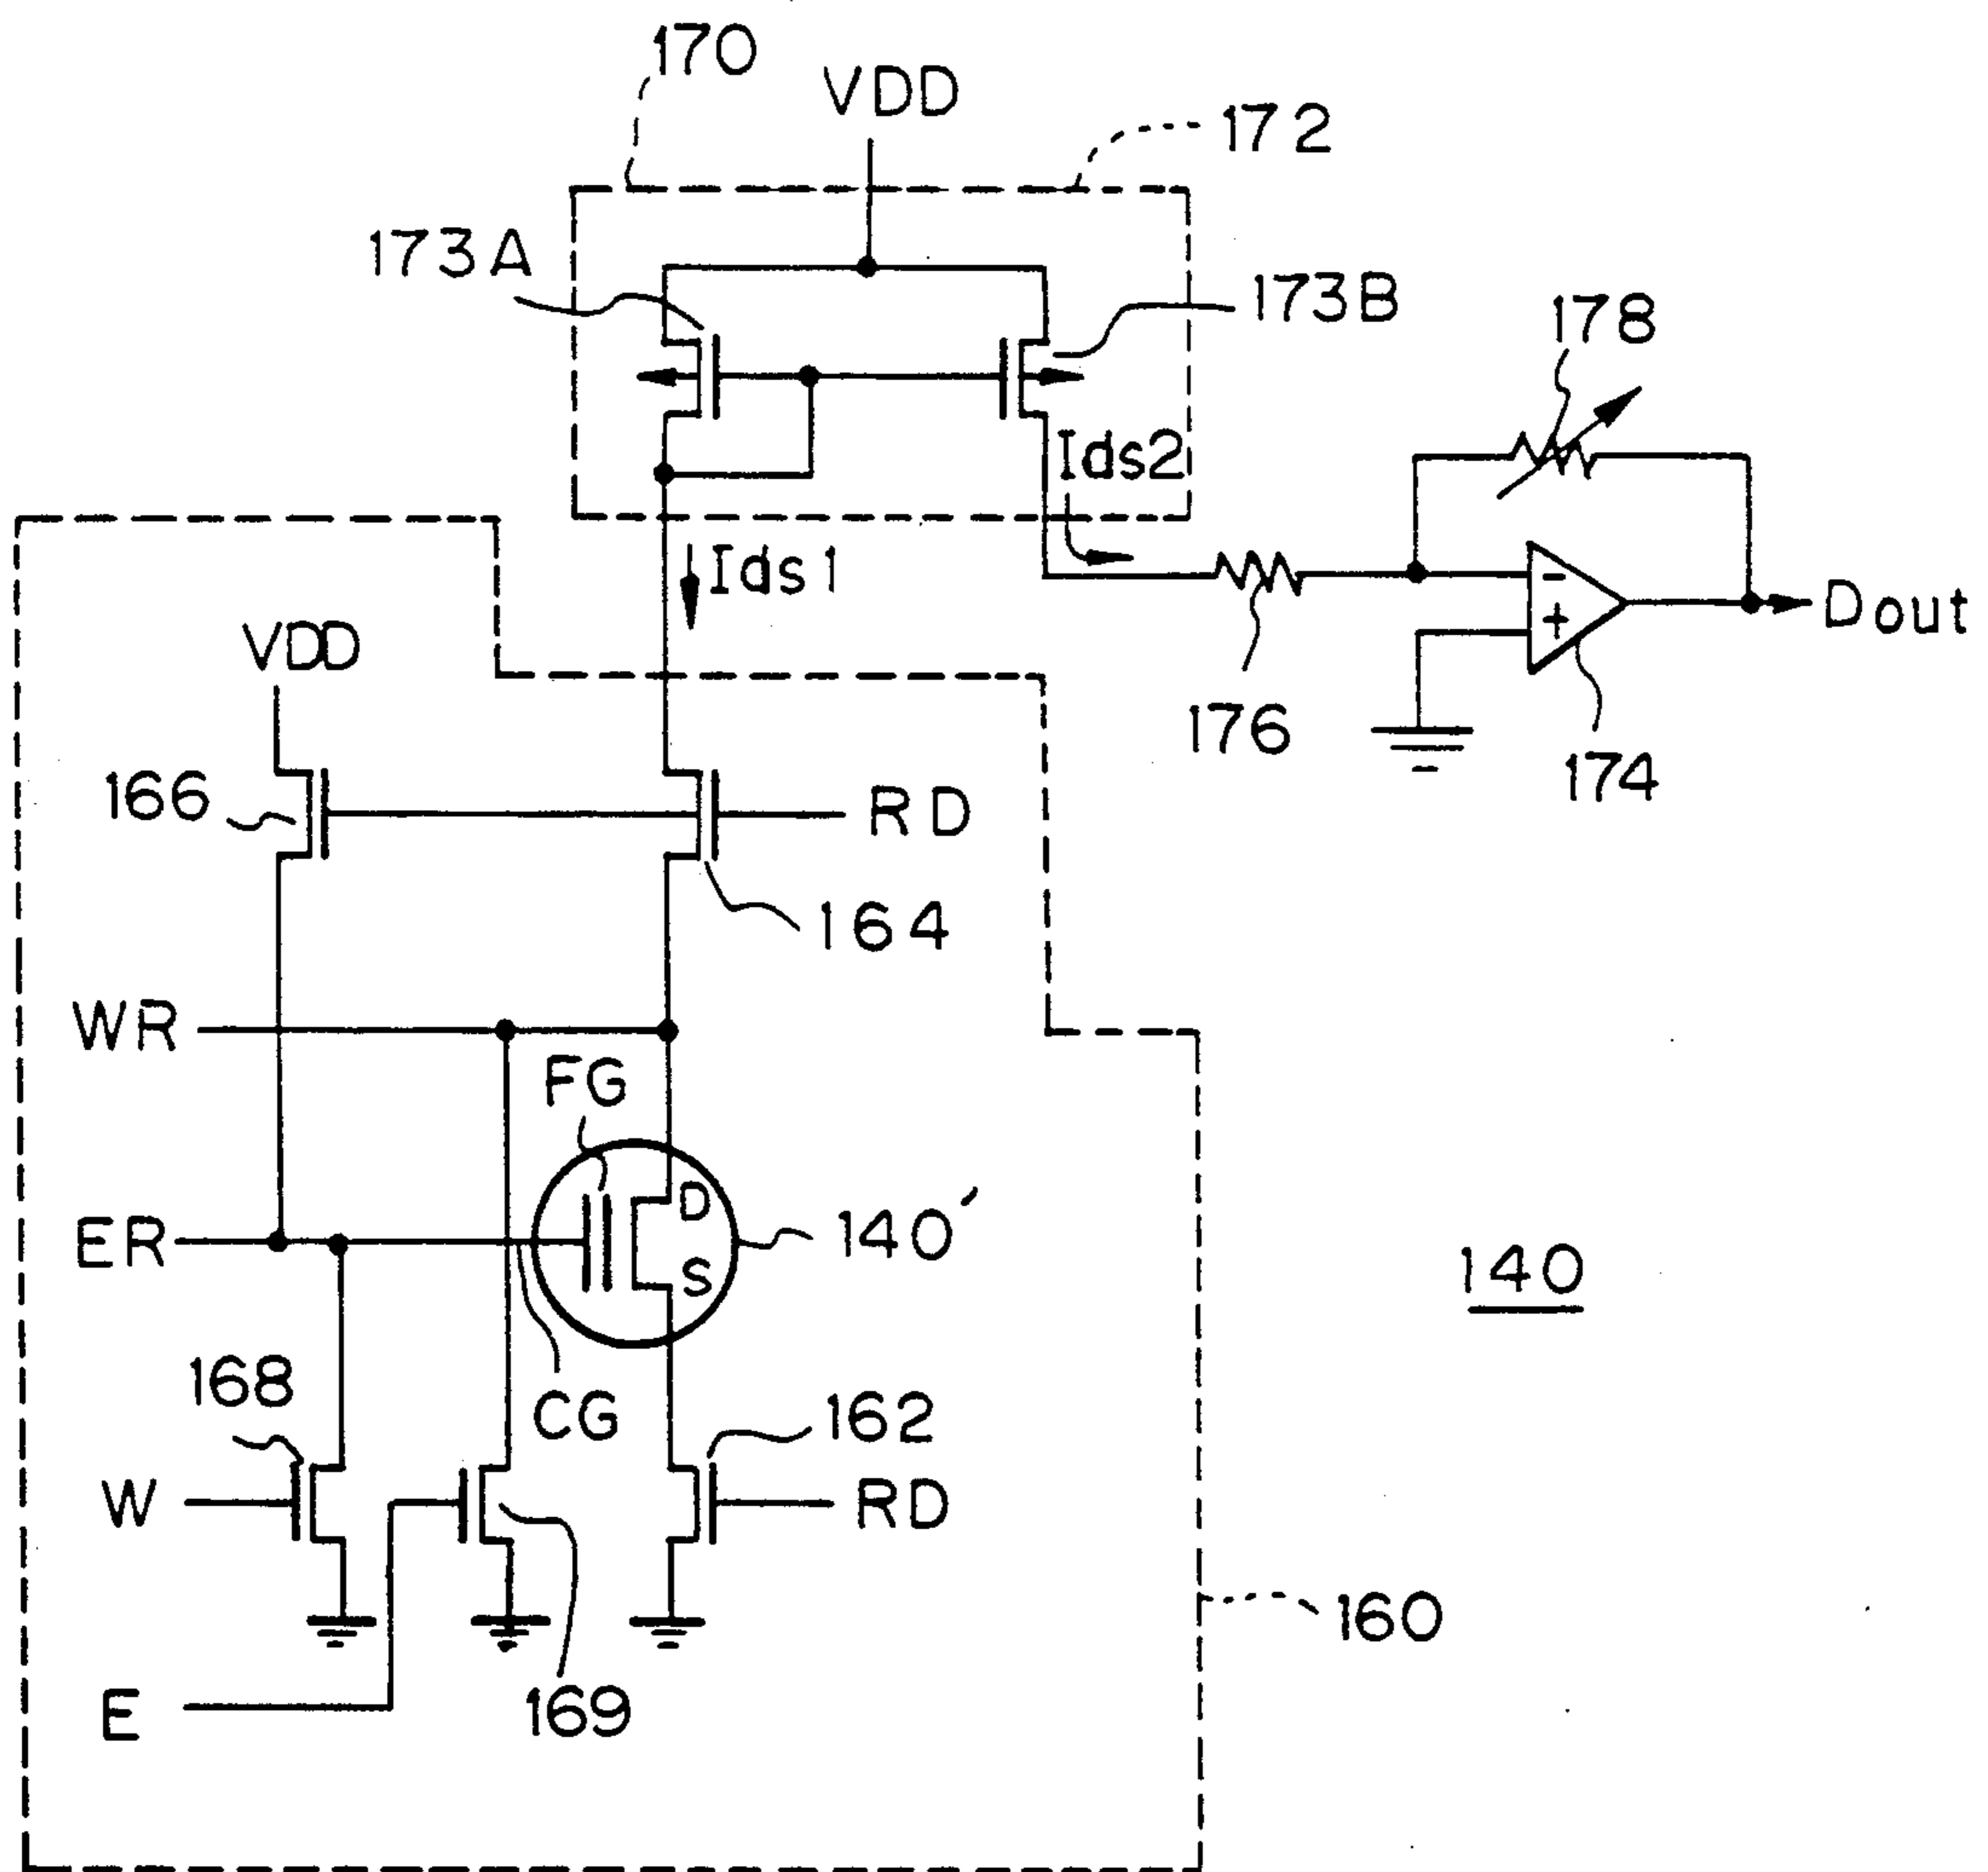 170
VDD
172
173A
173B
178
Ids2
Ids1
VDD
Dout
176
174
166
RD
164
WR
FG
D
140'
ER
S
140
168
CG
162
W
RD
160
E
169
-
+